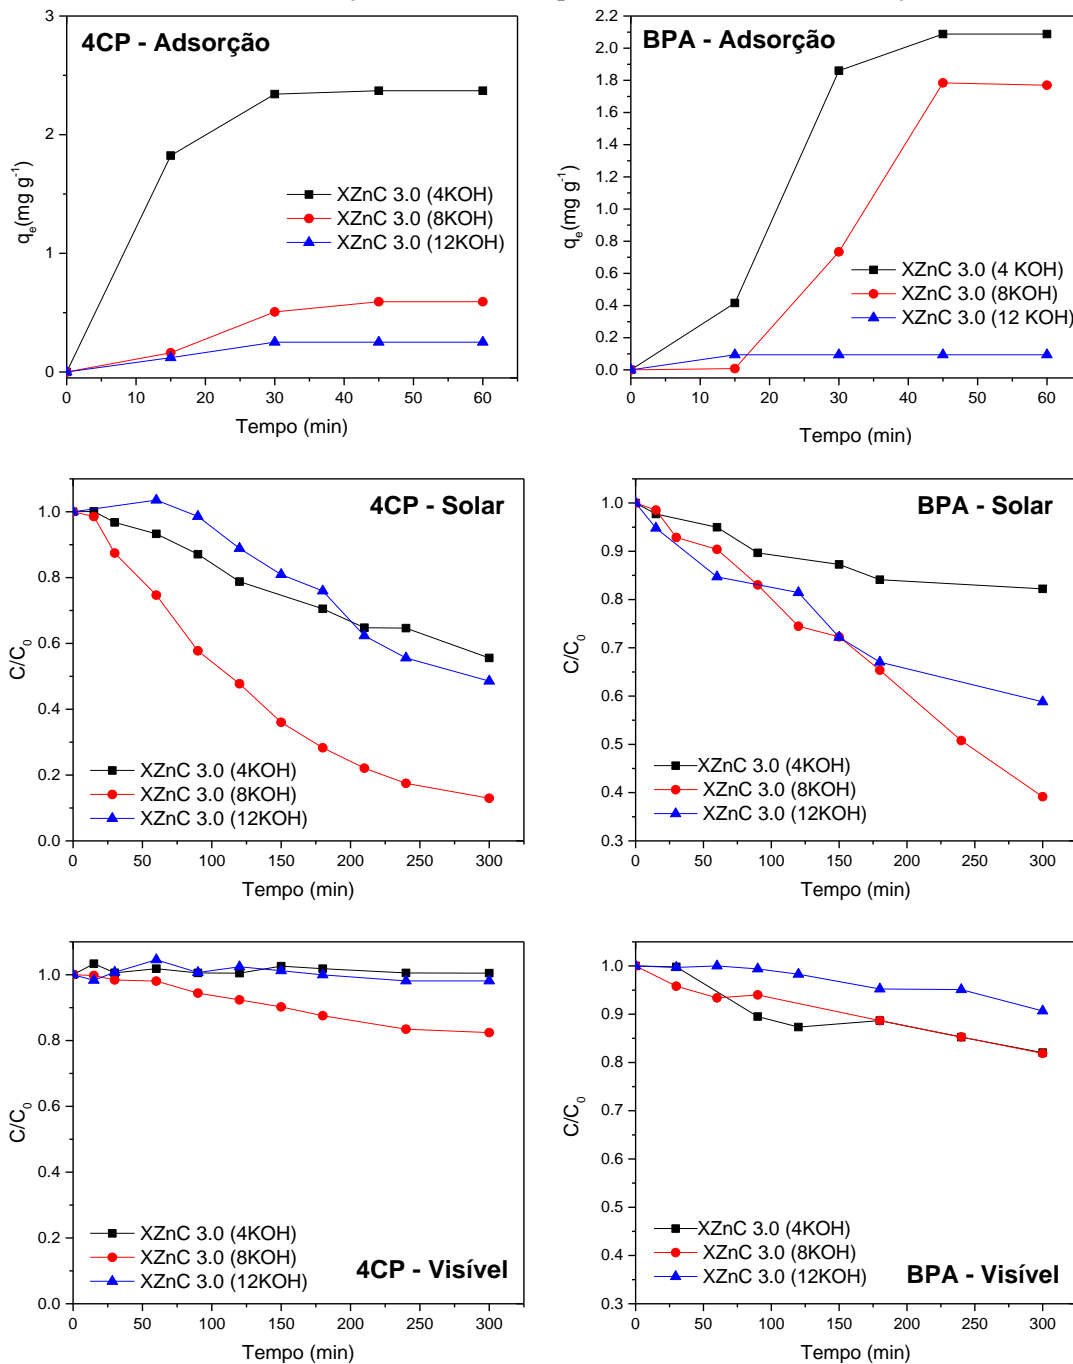 4CP - Adsorção
3
2
1
0
qe(mg g-1)
XZnC 3.0 (4KOH)
XZnC 3.0 (8KOH)
XZnC 3.0 (12KOH)
0 10 20 30 40 50 60
Tempo (min)
BPA - Adsorção
2.2
2.0
1.8
1.6
1.4
1.2
1.0
0.8
0.6
0.4
0.2
0.0
qe(mg g-1)
XZnC 3.0 (4 KOH)
XZnC 3.0 (8KOH)
XZnC 3.0 (12 KOH)
0 10 20 30 40 50 60
Tempo (min)
4CP - Solar
1.0
0.8
0.6
0.4
0.2
0.0
C/C0
XZnC 3.0 (4KOH)
XZnC 3.0 (8KOH)
XZnC 3.0 (12KOH)
0 50 100 150 200 250 300
Tempo (min)
BPA - Solar
1.0
0.9
0.8
0.7
0.6
0.5
0.4
0.3
C/C0
XZnC 3.0 (4KOH)
XZnC 3.0 (8KOH)
XZnC 3.0 (12KOH)
0 50 100 150 200 250 300
Tempo (min)
1.0
0.8
0.6
0.4
0.2
0.0
C/C0
XZnC 3.0 (4KOH)
XZnC 3.0 (8KOH)
XZnC 3.0 (12KOH)
4CP - Visível
0 50 100 150 200 250 300
Tempo (min)
1.0
0.9
0.8
0.7
0.6
0.5
0.4
0.3
C/C0
XZnC 3.0 (4KOH)
XZnC 3.0 (8KOH)
XZnC 3.0 (12KOH)
BPA - Visível
0 50 100 150 200 250 300
Tempo (min)